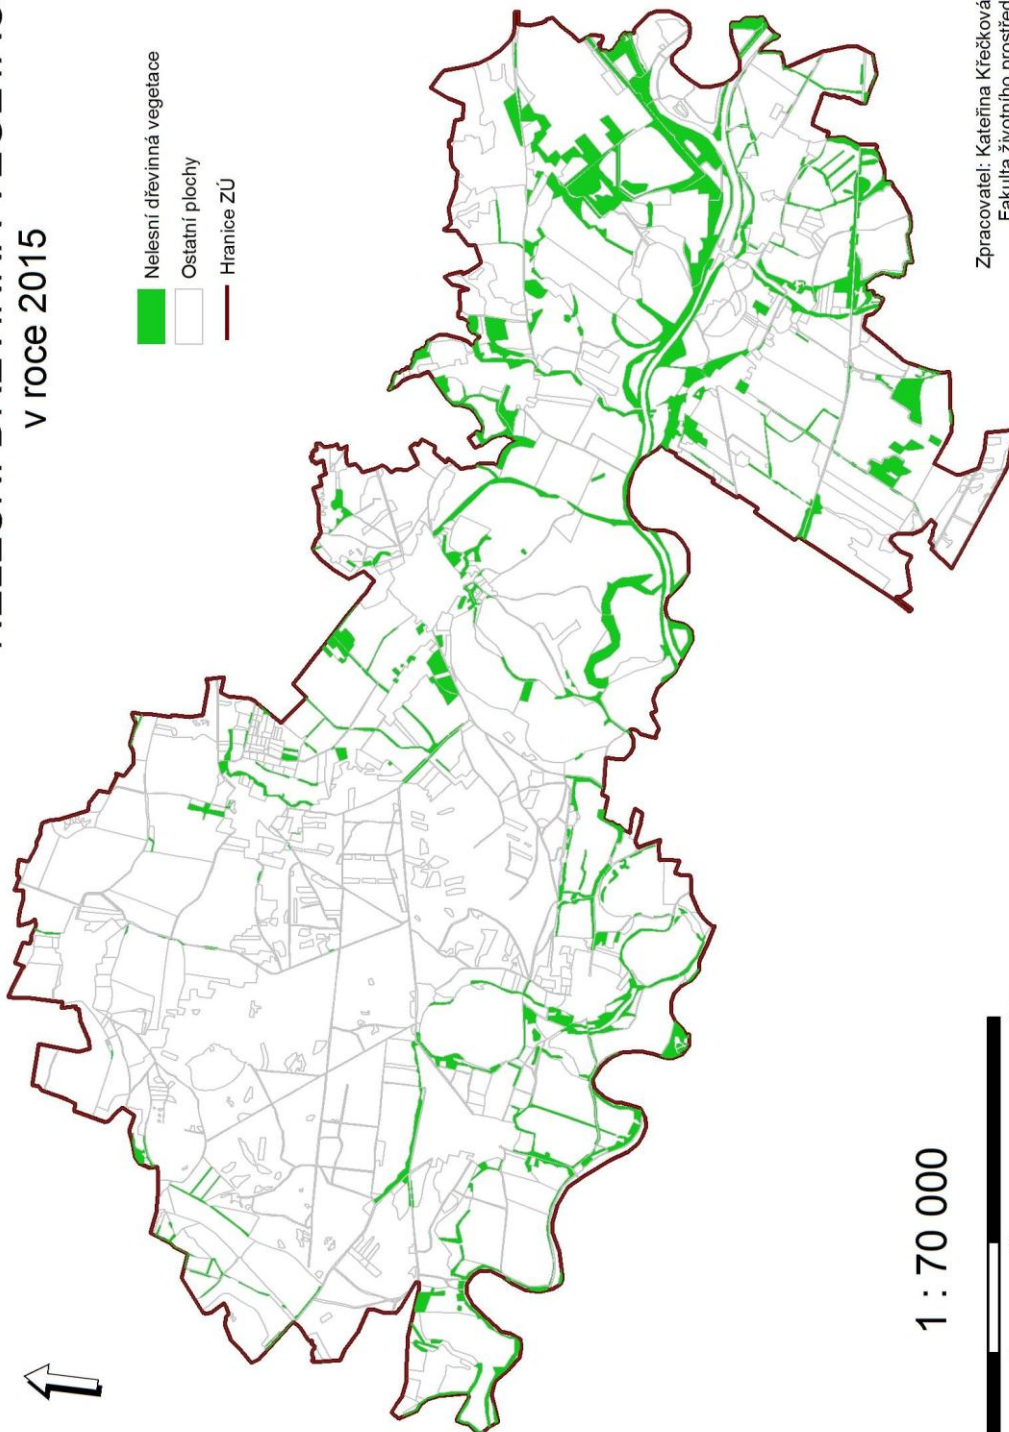 v roce 2015
Nelesní dřevinná vegetace
Ostatní plochy
Hranice ZÚ
1 : 70 000
Zpracovatel: Kateřina Křečková